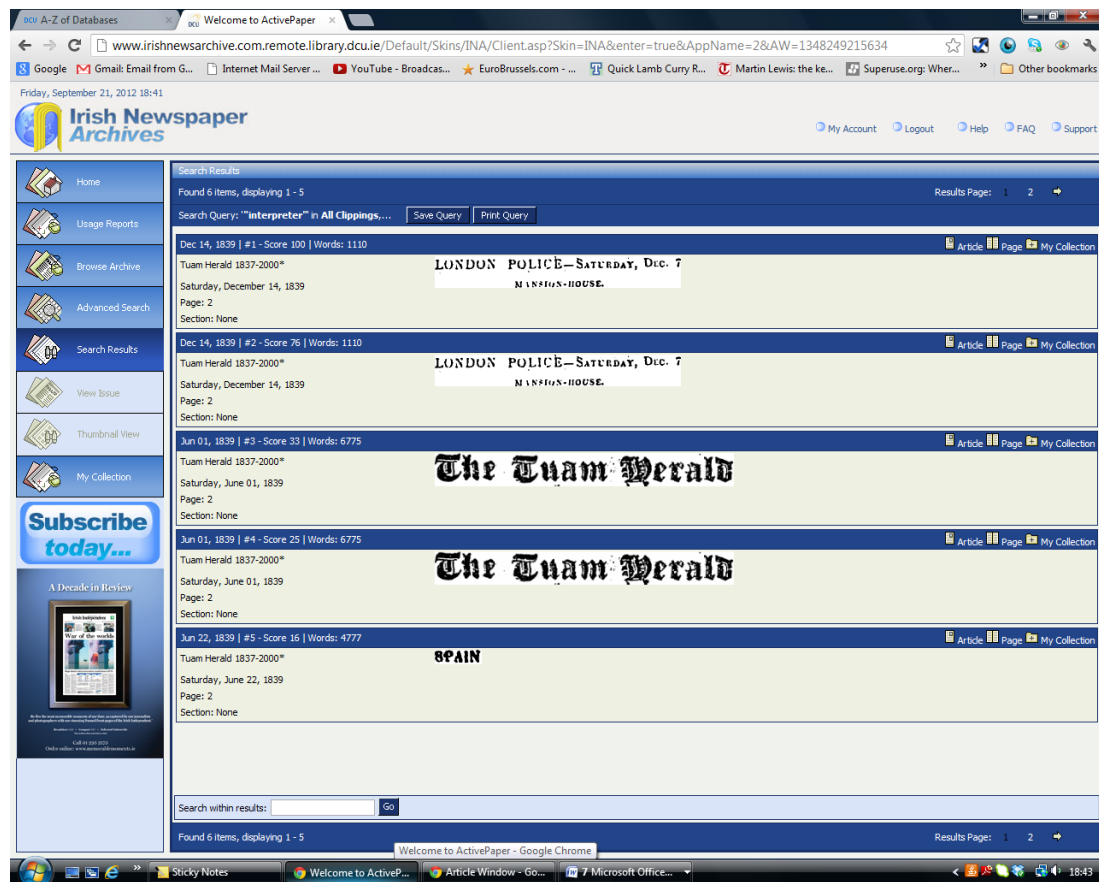 DCU A-Z of Databases
DCU Welcome to ActivePaper
www.irishnewsarchive.com.remote.library.dcu.ie/Default/Skins/INA/Client.asp?Skin=INA&enter=true&AppName=2&AW=1348249215634
Google Gmail: Email from G... Internet Mail Server ... YouTube - Broadcas... EuroBrussels.com - ... Quick Lamb Curry R... Martin Lewis: the ke... Superuse.org: Wher... » Other bookmarks
Friday, September 21, 2012 18:41
Irish Newspaper
Archives
My Account Logout Help FAQ Support
Home
Usage Reports
Browse Archive
Advanced Search
Search Results
View Issue
Thumbnail View
My Collection
Subscribe
today...
A Decade in Review
Irish Independent
War of the worlds
Call 01 295 5570
Search Results
Found 6 items, displaying 1 - 5 Results Page: 1 2
Search Query: '"interpreter"' in All Clippings,... Save Query Print Query
Dec 14, 1839 | #1 - Score 100 | Words: 1110 Article Page My Collection
Tuam Herald 1837-2000* LONDON POLICE—SATURDAY, DEC. 7
MANSION-HOUSE.
Saturday, December 14, 1839
Page: 2
Section: None
Dec 14, 1839 | #2 - Score 76 | Words: 1110 Article Page My Collection
Tuam Herald 1837-2000* LONDON POLICE—SATURDAY, DEC. 7
MANSION-HOUSE.
Saturday, December 14, 1839
Page: 2
Section: None
Jun 01, 1839 | #3 - Score 33 | Words: 6775 Article Page My Collection
Tuam Herald 1837-2000* The Tuam Herald
Saturday, June 01, 1839
Page: 2
Section: None
Jun 01, 1839 | #4 - Score 25 | Words: 6775 Article Page My Collection
Tuam Herald 1837-2000* The Tuam Herald
Saturday, June 01, 1839
Page: 2
Section: None
Jun 22, 1839 | #5 - Score 16 | Words: 4777 Article Page My Collection
Tuam Herald 1837-2000* SPAIN
Saturday, June 22, 1839
Page: 2
Section: None
Search within results: Go
Found 6 items, displaying 1 - 5 Results Page: 1 2
Welcome to ActivePaper - Google Chrome
» Sticky Notes Welcome to ActiveP... Article Window - Go... 7 Microsoft Office... 18:43